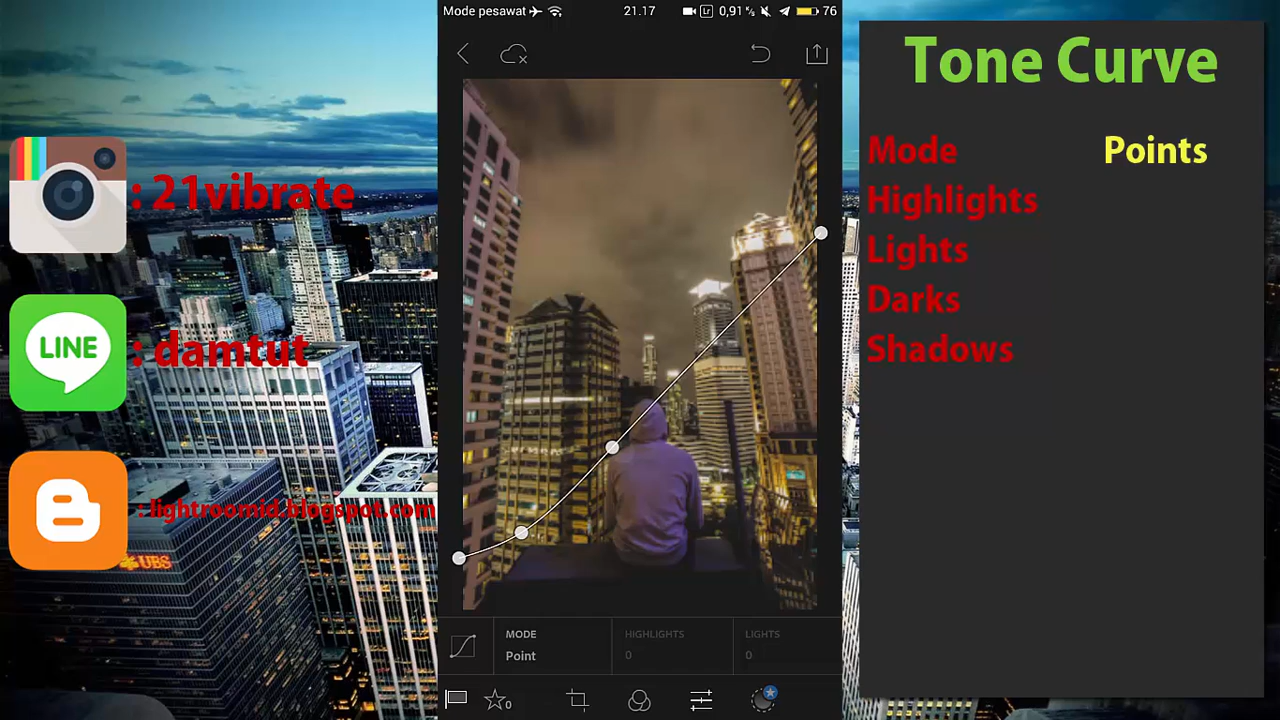 Mode pesawat 21.17 Lr 0,91 K/s 76
Tone Curve
Mode Points
Highlights
Lights
Darks
Shadows
: 21vibrate
LINE : damtut
: lightroomid.blogspot.com
UBS
MODE HIGHLIGHTS LIGHTS
Point 0 0
0